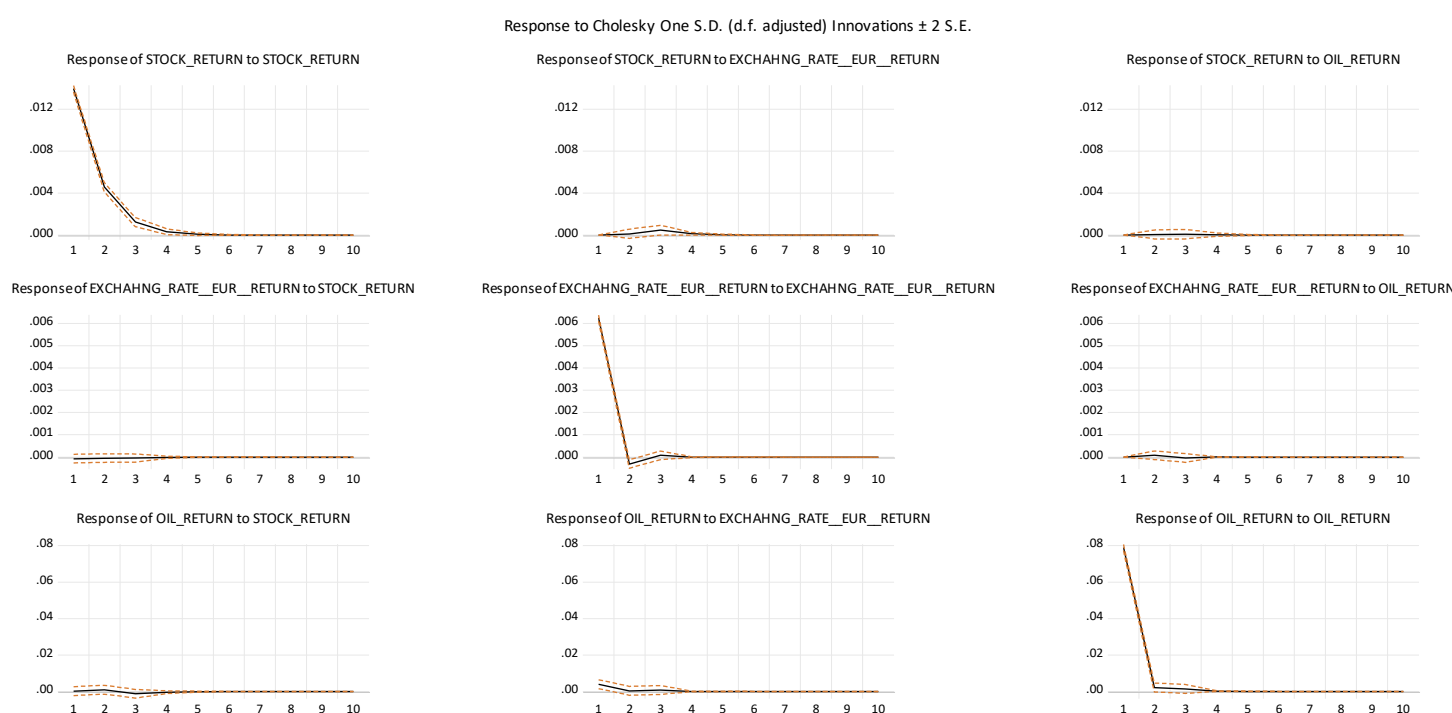 Response to Cholesky One S.D. (d.f. adjusted) Innovations ± 2 S.E.
Response of STOCK_RETURN to STOCK_RETURN
.012
.008
.004
.000
1 2 3 4 5 6 7 8 9 10
Response of STOCK_RETURN to EXCHAHNG_RATE__EUR__RETURN
.012
.008
.004
.000
1 2 3 4 5 6 7 8 9 10
Response of STOCK_RETURN to OIL_RETURN
.012
.008
.004
.000
1 2 3 4 5 6 7 8 9 10
Response of EXCHAHNG_RATE__EUR__RETURN to STOCK_RETURN
.006
.005
.004
.003
.002
.001
.000
1 2 3 4 5 6 7 8 9 10
Response of EXCHAHNG_RATE__EUR__RETURN to EXCHAHNG_RATE__EUR__RETURN
.006
.005
.004
.003
.002
.001
.000
1 2 3 4 5 6 7 8 9 10
Response of EXCHAHNG_RATE__EUR__RETURN to OIL_RETURN
.006
.005
.004
.003
.002
.001
.000
1 2 3 4 5 6 7 8 9 10
Response of OIL_RETURN to STOCK_RETURN
.08
.06
.04
.02
.00
1 2 3 4 5 6 7 8 9 10
Response of OIL_RETURN to EXCHAHNG_RATE__EUR__RETURN
.08
.06
.04
.02
.00
1 2 3 4 5 6 7 8 9 10
Response of OIL_RETURN to OIL_RETURN
.08
.06
.04
.02
.00
1 2 3 4 5 6 7 8 9 10